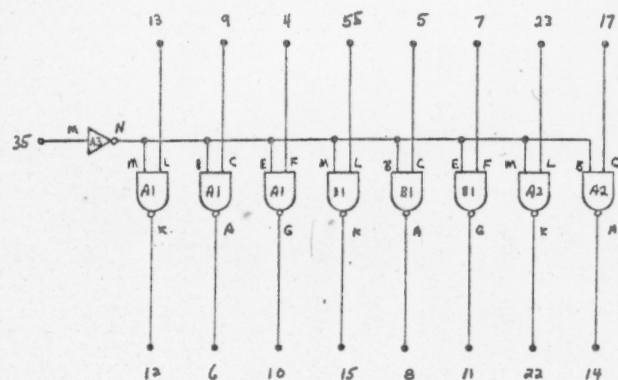 13 9 4 55 5 7 23 17
35 M A3 N
M L B C E F M L B C E F M L B C
A1 A1 A1 B1 B1 B1 A2 A2
K A G K A G K A
12 6 10 15 8 11 22 14